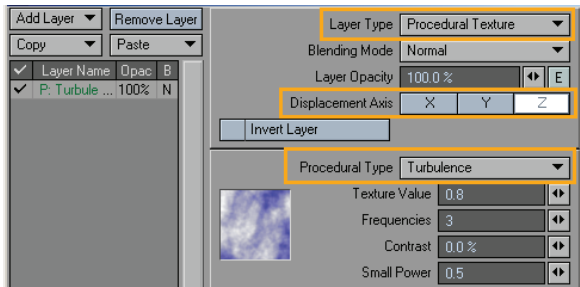 Add Layer Remove Layer
Copy Paste
Layer Name Opac B
P: Turbule ... 100% N
Layer Type Procedural Texture
Blending Mode Normal
Layer Opacity 100.0 % E
Displacement Axis X Y Z
Invert Layer
Procedural Type Turbulence
Texture Value 0.8
Frequencies 3
Contrast 0.0 %
Small Power 0.5